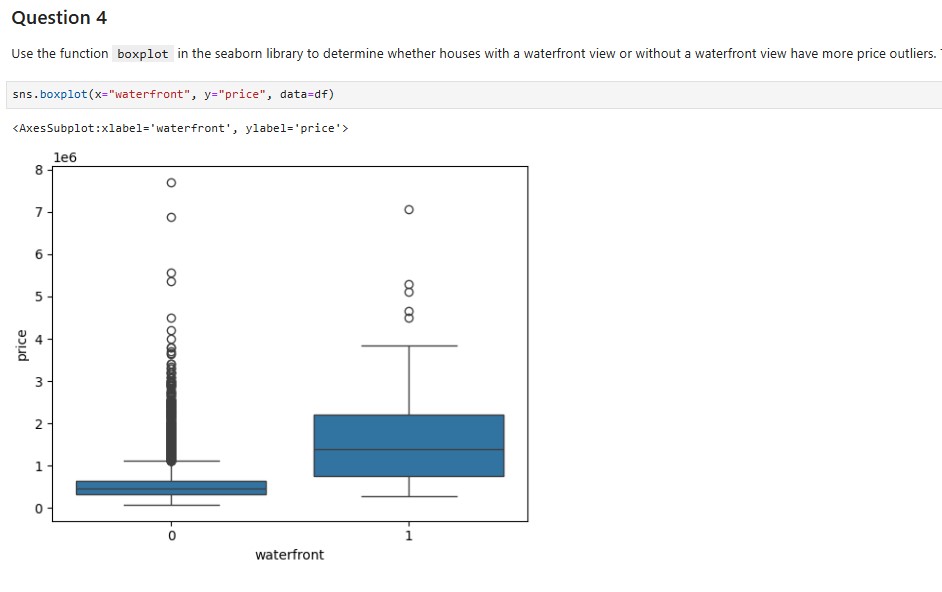 Question 4
Use the function boxplot in the seaborn library to determine whether houses with a waterfront view or without a waterfront view have more price outliers.
sns.boxplot(x="waterfront", y="price", data=df)
<AxesSubplot:xlabel='waterfront', ylabel='price'>
1e6
8
7
6
5
4
3
2
1
0
price
0 1
waterfront